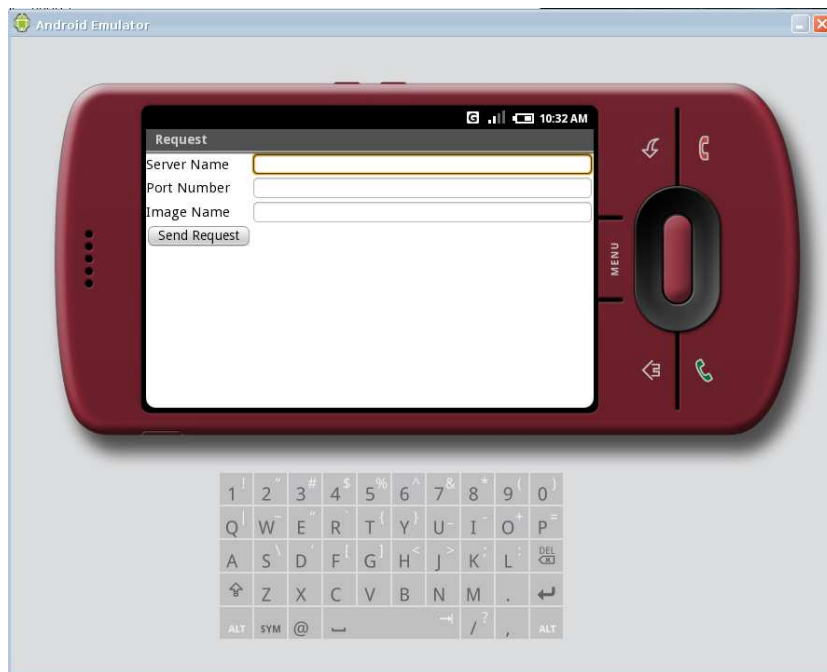 Android Emulator
G 10:32 AM
Request
Server Name
Port Number
Image Name
Send Request
MENU
1 ! 2 " 3 # 4 $ 5 % 6 ^ 7 & 8 * 9 ( 0 )
Q | W ~ E " R ` T { Y } U _ I - O + P =
A S \ D ' F [ G ] H < J > K ; L : DEL
Z X C V B N M .
ALT SYM @ / ? , ALT